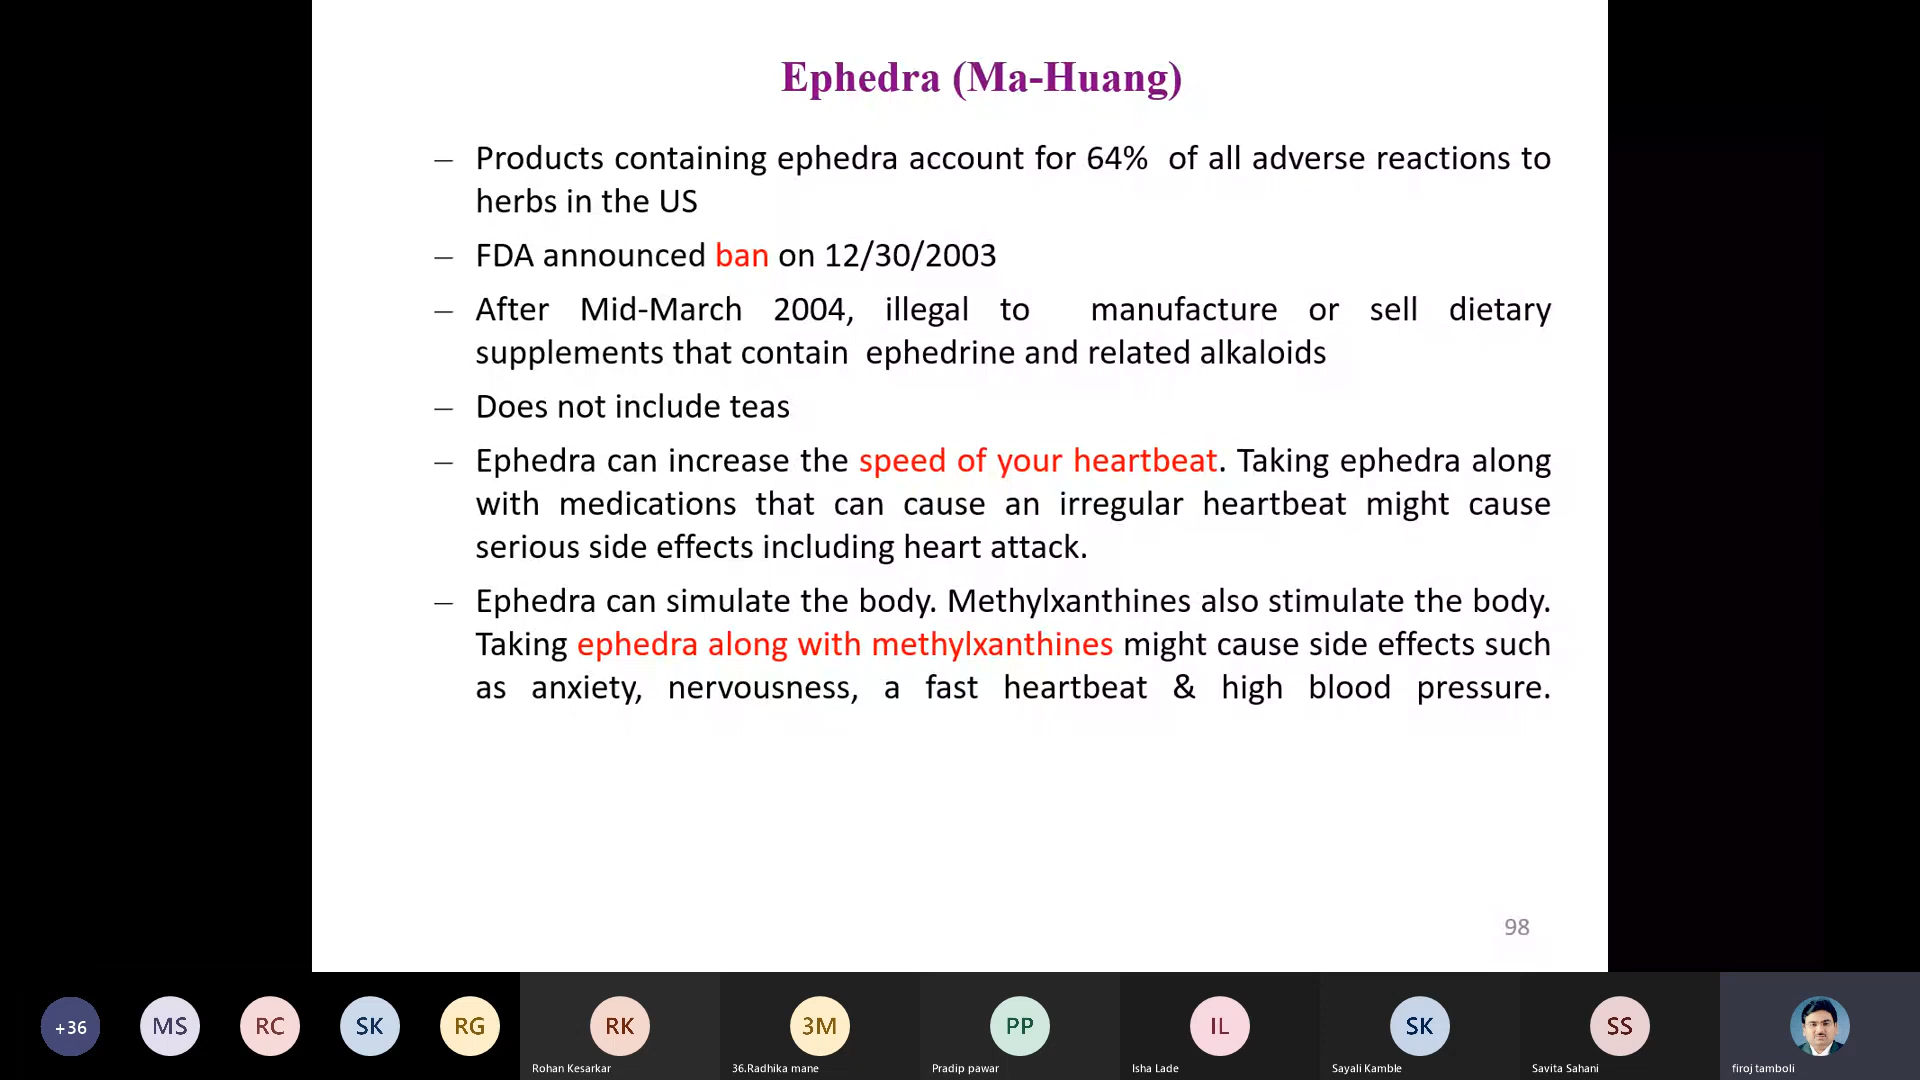 Ephedra (Ma-Huang)
– Products containing ephedra account for 64% of all adverse reactions to
herbs in the US
– FDA announced ban on 12/30/2003
– After Mid-March 2004, illegal to manufacture or sell dietary
supplements that contain ephedrine and related alkaloids
– Does not include teas
– Ephedra can increase the speed of your heartbeat. Taking ephedra along
with medications that can cause an irregular heartbeat might cause
serious side effects including heart attack.
– Ephedra can simulate the body. Methylxanthines also stimulate the body.
Taking ephedra along with methylxanthines might cause side effects such
as anxiety, nervousness, a fast heartbeat & high blood pressure.
98
+36 MS RC SK RG RK 3M PP IL SK SS
Rohan Kesarkar 36.Radhika mane Pradip pawar Isha Lade Sayali Kamble Savita Sahani firoj tamboli